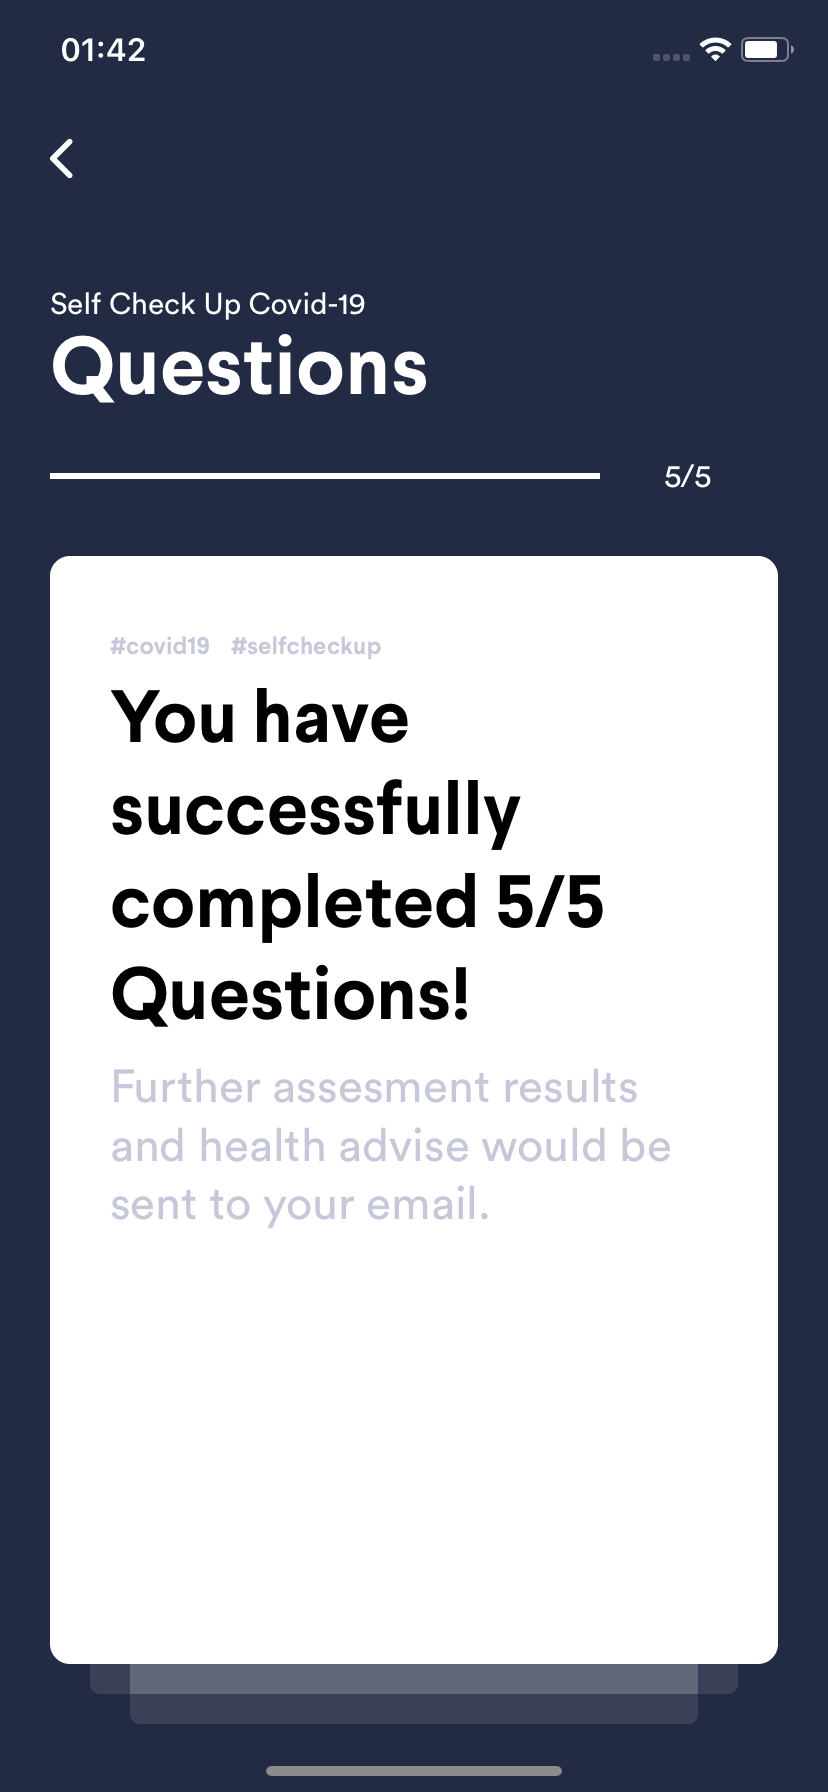 01:42
Self Check Up Covid-19
Questions
5/5
#covid19 #selfcheckup
You have
successfully
completed 5/5
Questions!
Further assesment results
and health advise would be
sent to your email.